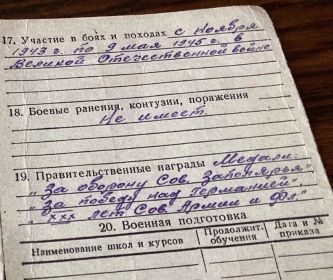 17. Участие в боях и походах с Ноября
1943 г. по 9 мая 1945 г. в
Великой Отечественной войне
18. Боевые ранения, контузии, поражения
Не имеет.
19. Правительственные награды Медали:
„За оборону Сов. Заполярья"
„За победу над Германией"
„XXX лет Сов. Армии и Фл."
20. Военная подготовка
Наименование школ и курсов
Продолжит. обучения
Дата и №
приказа